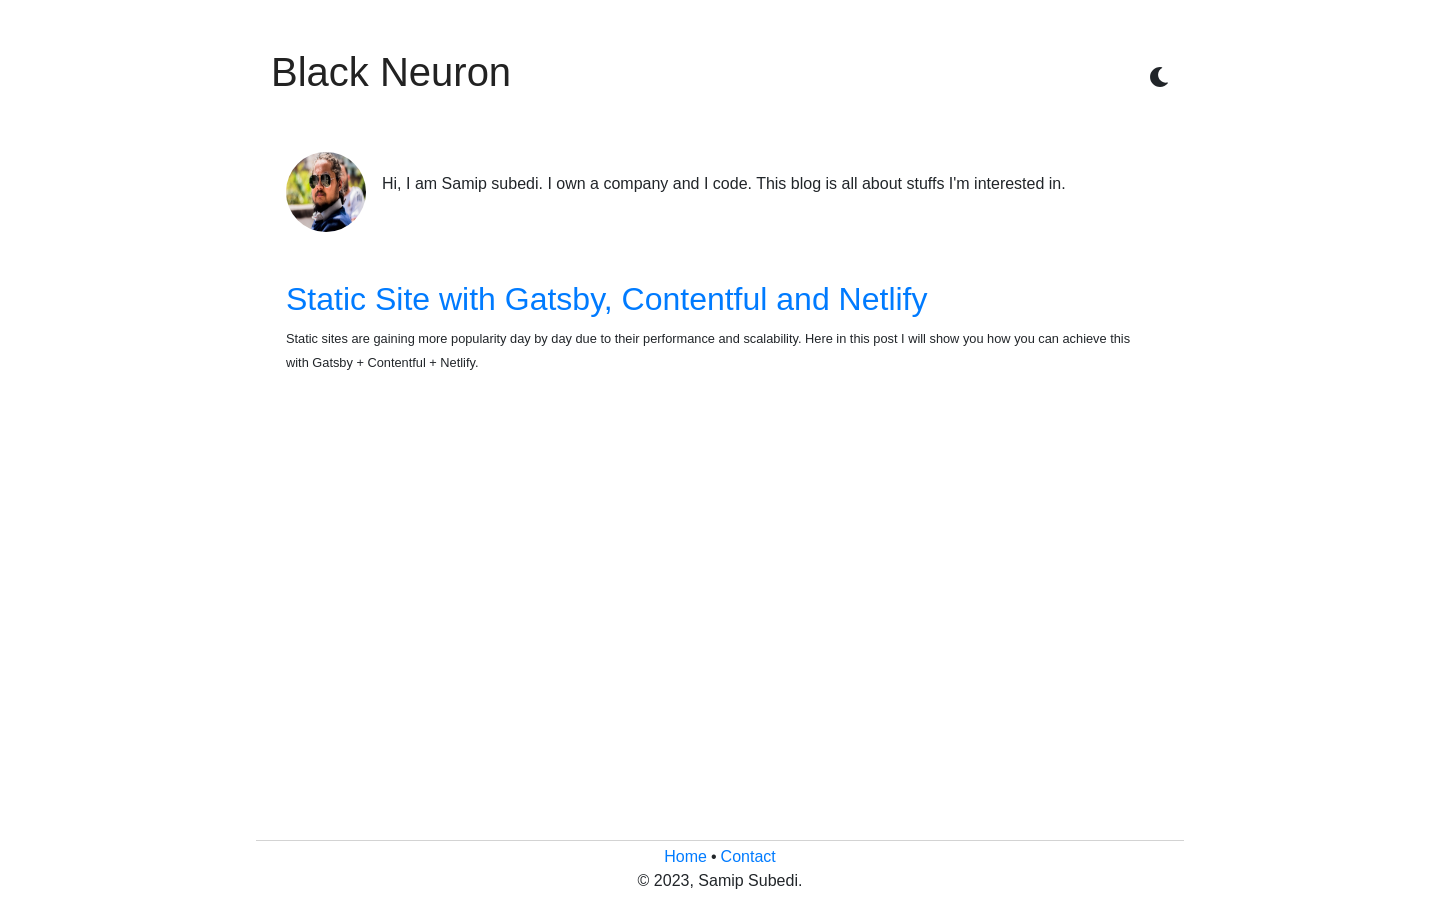 Black Neuron
Hi, I am Samip subedi. I own a company and I code. This blog is all about stuffs I'm interested in.
Static Site with Gatsby, Contentful and Netlify
Static sites are gaining more popularity day by day due to their performance and scalability. Here in this post I will show you how you can achieve this
with Gatsby + Contentful + Netlify.
Home • Contact
© 2023, Samip Subedi.